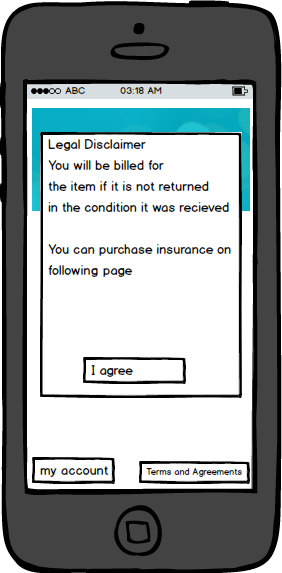 ABC 03:18 AM
Legal Disclaimer
You will be billed for
the item if it is not returned
in the condition it was recieved
You can purchase insurance on
following page
I agree
my account
Terms and Agreements